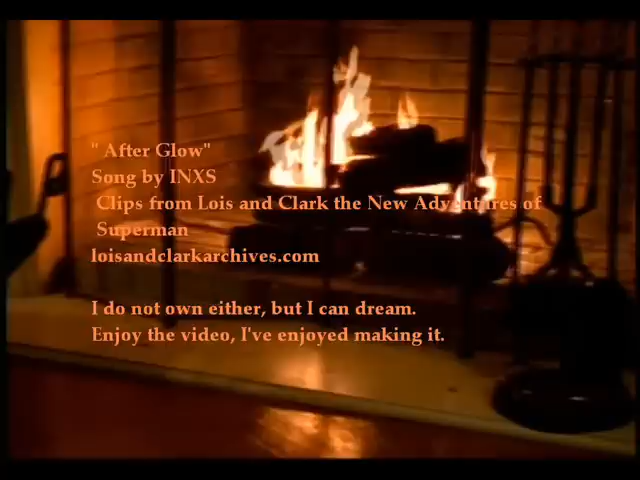 " After Glow"
Song by INXS
Clips from Lois and Clark the New Adventures of
Superman
loisandclarkarchives.com
I do not own either, but I can dream.
Enjoy the video, I've enjoyed making it.